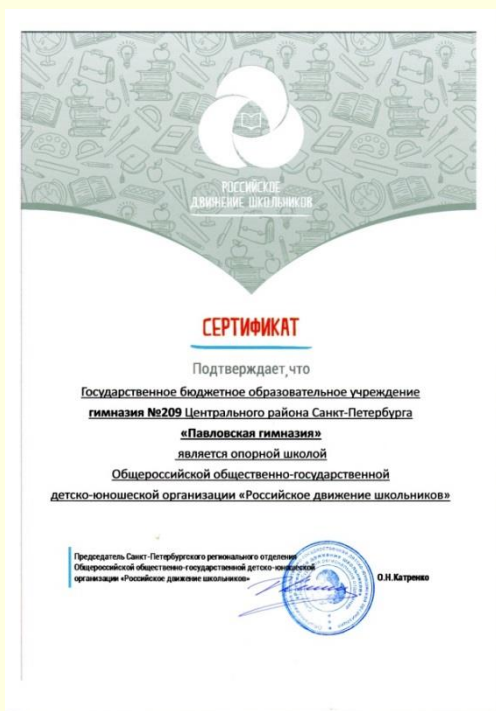 РОССИЙСКОЕ
ДВИЖЕНИЕ ШКОЛЬНИКОВ
СЕРТИФИКАТ
Подтверждает,что
Государственное бюджетное образовательное учреждение
гимназия №209 Центрального района Санкт-Петербурга
«Павловская гимназия»
является опорной школой
Общероссийской общественно-государственной
детско-юношеской организации «Российское движение школьников»
Председатель Санкт-Петербургского регионального отделения
Общероссийской общественно-государственной детско-юношеской
организации «Российское движение школьников»
О.Н.Катренко